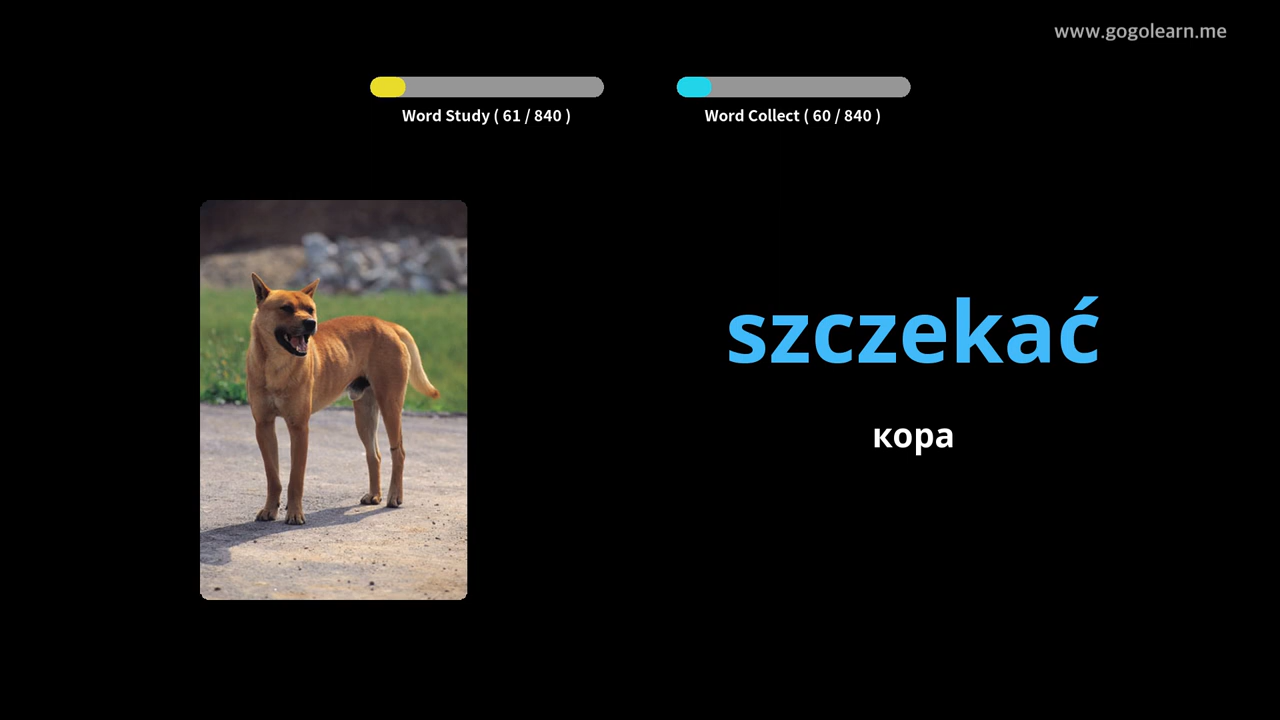 www.gogolearn.me
Word Study ( 61 / 840 )
Word Collect ( 60 / 840 )
szczekać
кора